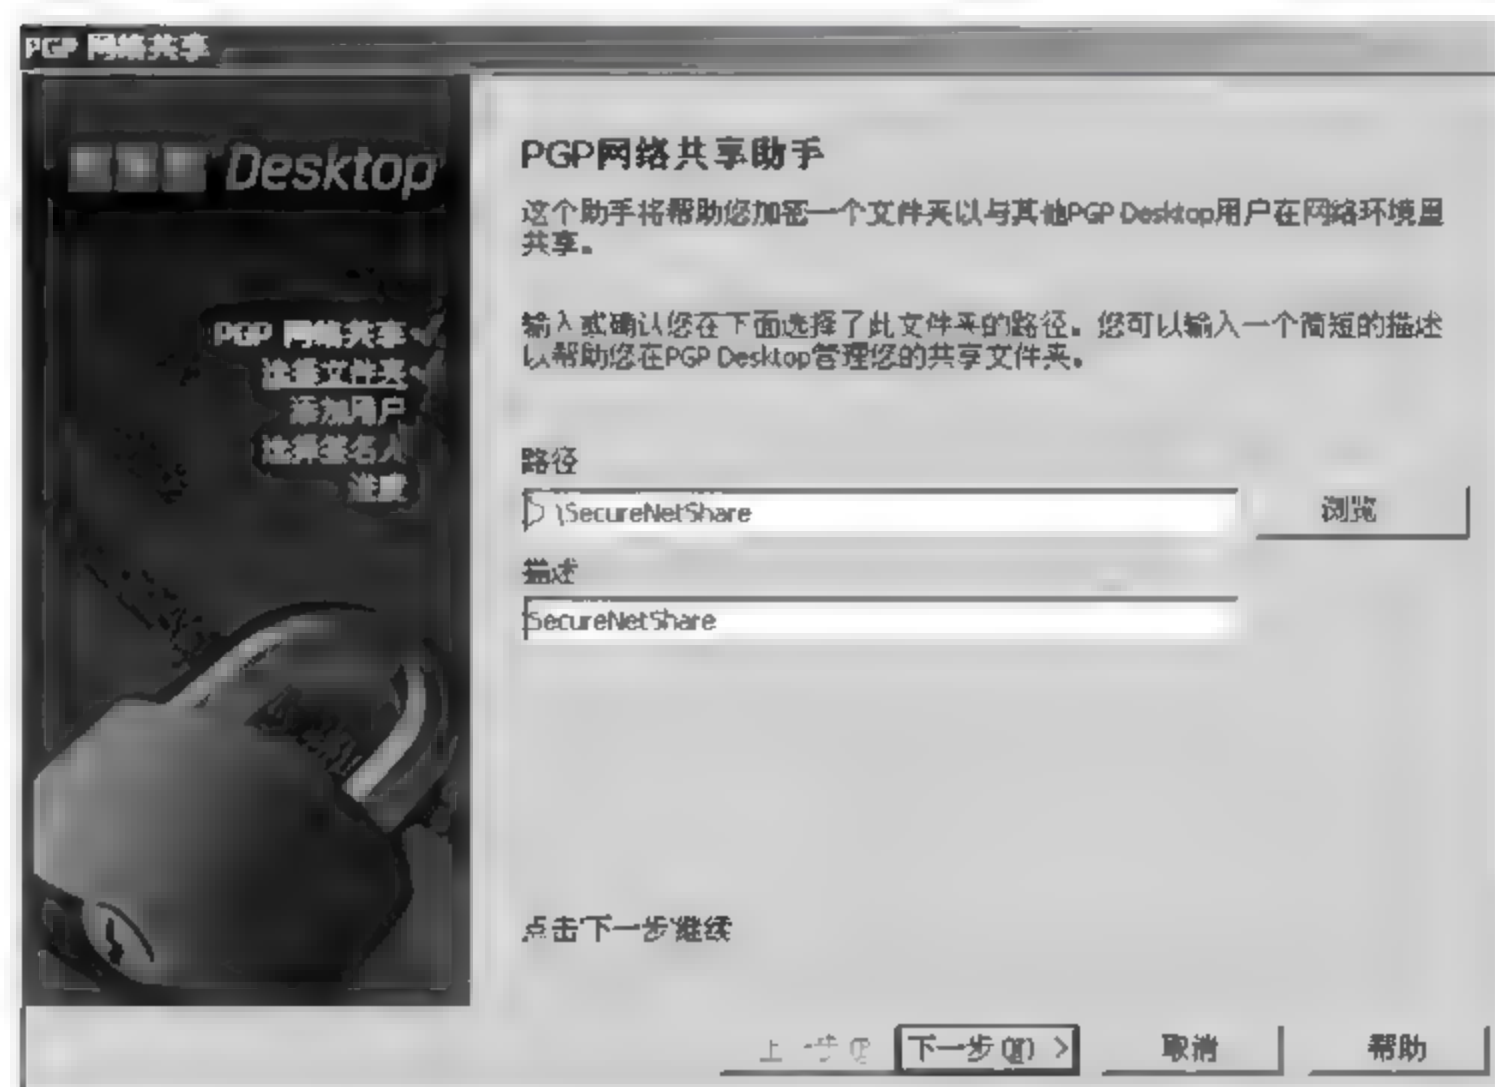 PGP 网络共享
Desktop
PGP 网络共享
选择文件夹
添加用户
选择签名人
进度
PGP网络共享助手
这个助手将帮助您加密一个文件夹以与其他PGP Desktop用户在网络环境里
共享。
输入或确认您在下面选择了此文件夹的路径。您可以输入一个简短的描述
以帮助您在PGP Desktop管理您的共享文件夹。
路径
\SecureNetShare
浏览
描述
SecureNetShare
点击"下一步"继续
上一步
下一步(N) >
取消
帮助